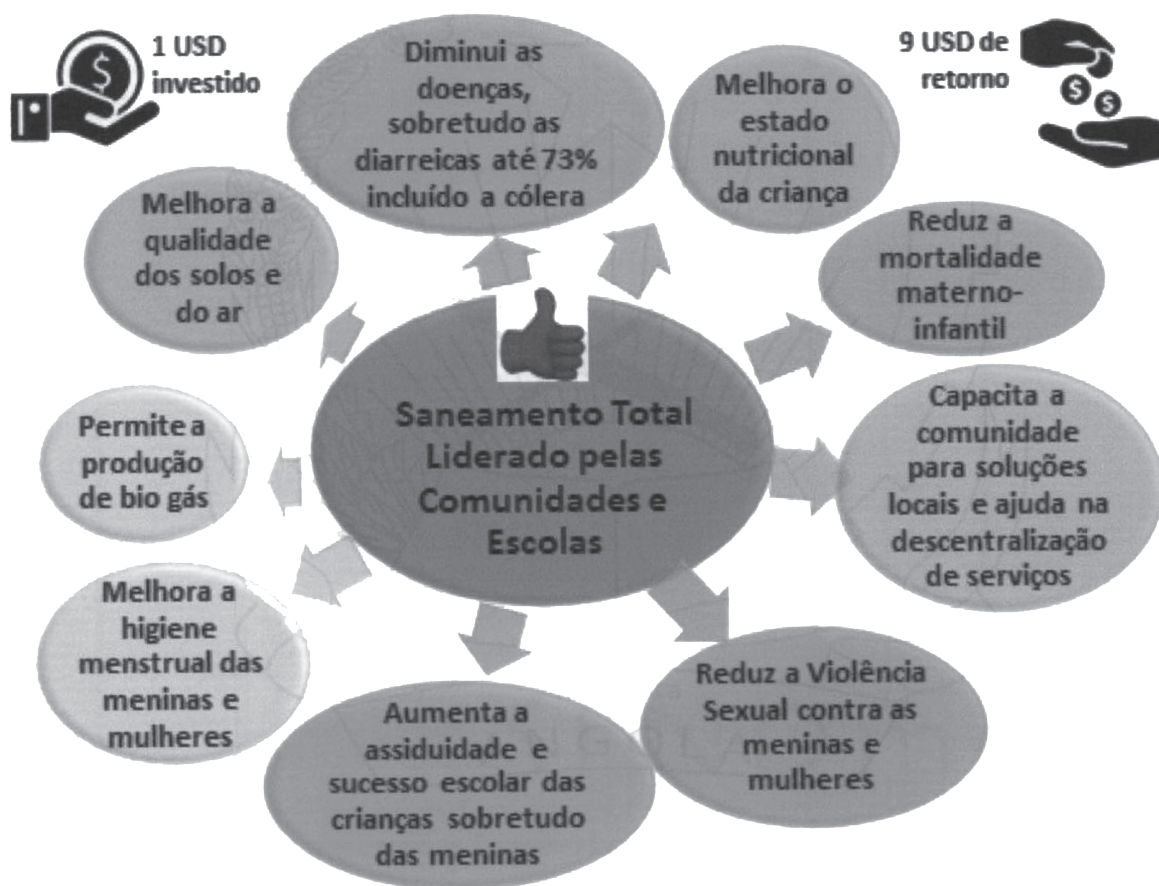 1 USD
investido
9 USD de
retorno
Diminui as
doenças,
sobretudo as
diarreicas até 73%
incluído a cólera
Melhora o
estado
nutricional
da criança
Reduz a
mortalidade
materno-
infantil
Capacita a
comunidade
para soluções
locais e ajuda na
descentralização
de serviços
Reduz a Violência
Sexual contra as
meninas e
mulheres
Aumenta a
assiduidade e
sucesso escolar das
crianças sobretudo
das meninas
Melhora a
higiene
menstrual das
meninas e
mulheres
Permite a
produção
de bio gás
Melhora a
qualidade
dos solos e
do ar
Saneamento Total
Liderado pelas
Comunidades e
Escolas